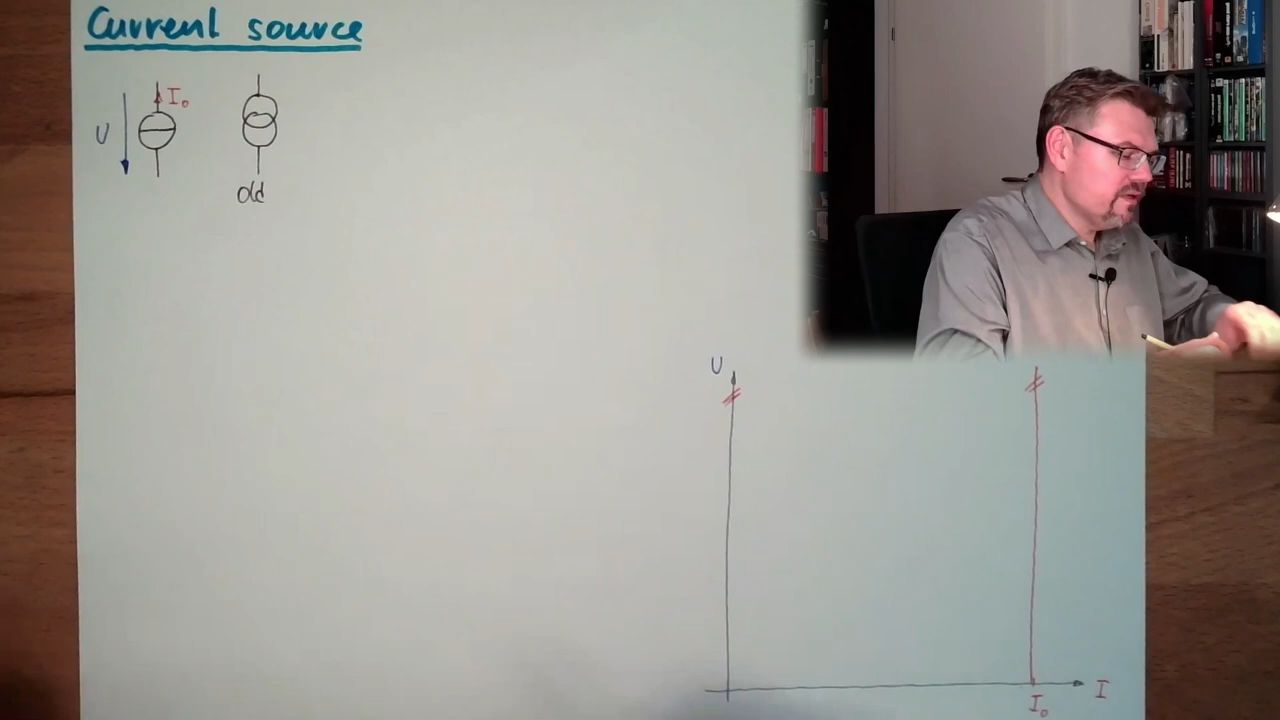 Current source
I₀
U
Old
U
I
I₀